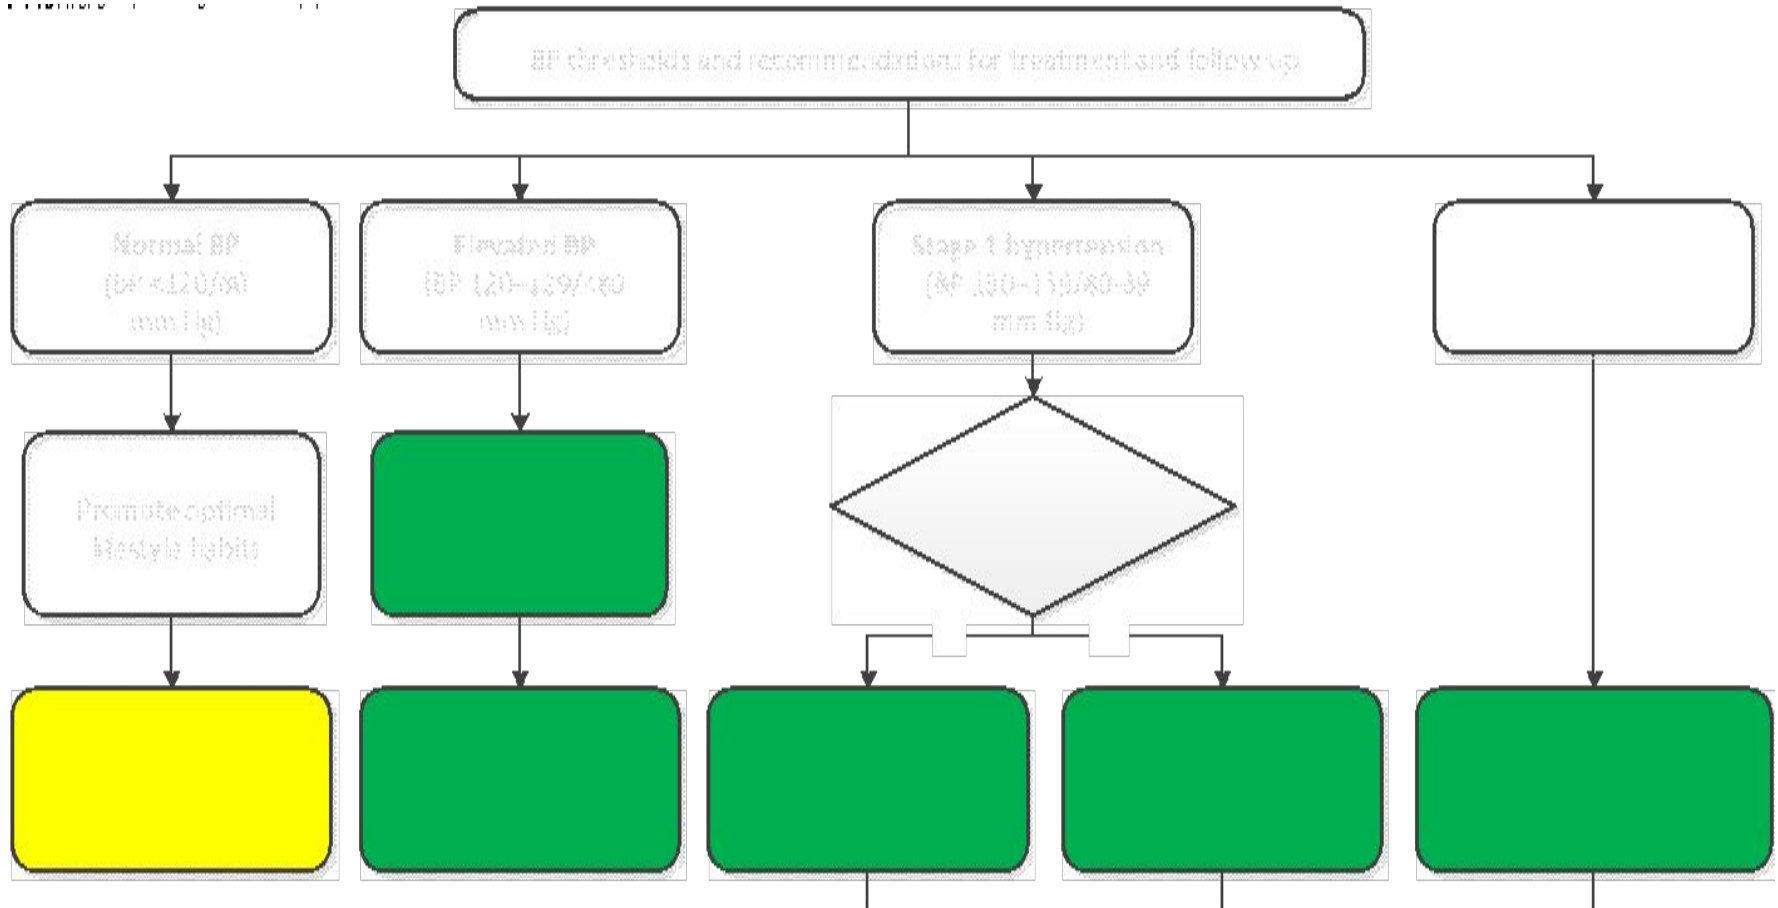 BP thresholds and recommendations for treatment and follow-up
Normal BP
(BP <120/80
mm Hg)
Elevated BP
(BP 120–129/<80
mm Hg)
Stage 1 hypertension
(BP 130–139/80-89
mm Hg)
Promote optimal
lifestyle habits